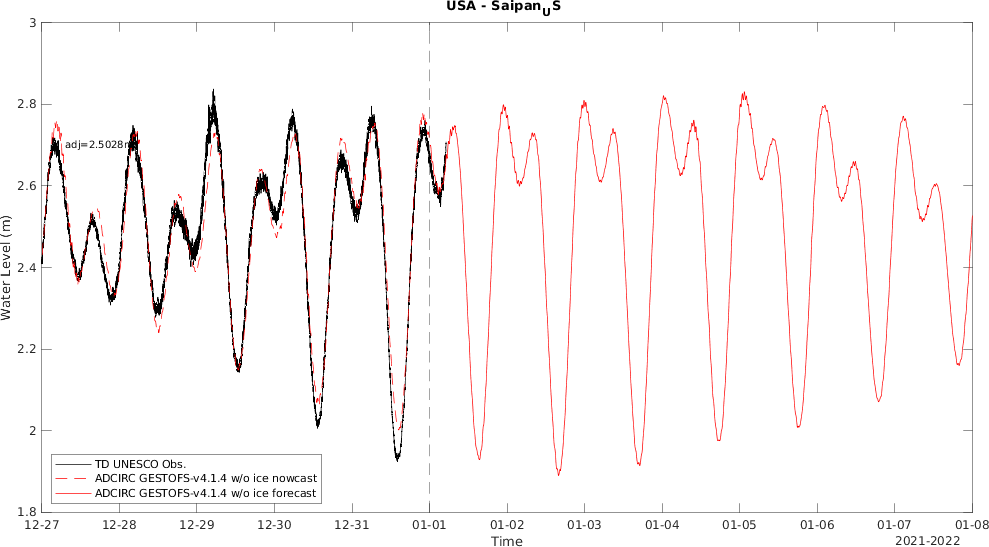 USA - Saipan_US
3
2.8
2.6
2.4
2.2
2
1.8
Water Level (m)
adj=2.5028m
TD UNESCO Obs.
ADCIRC GESTOFS-v4.1.4 w/o ice nowcast
ADCIRC GESTOFS-v4.1.4 w/o ice forecast
12-27 12-28 12-29 12-30 12-31 01-01 01-02 01-03 01-04 01-05 01-06 01-07 01-08
Time
2021-2022